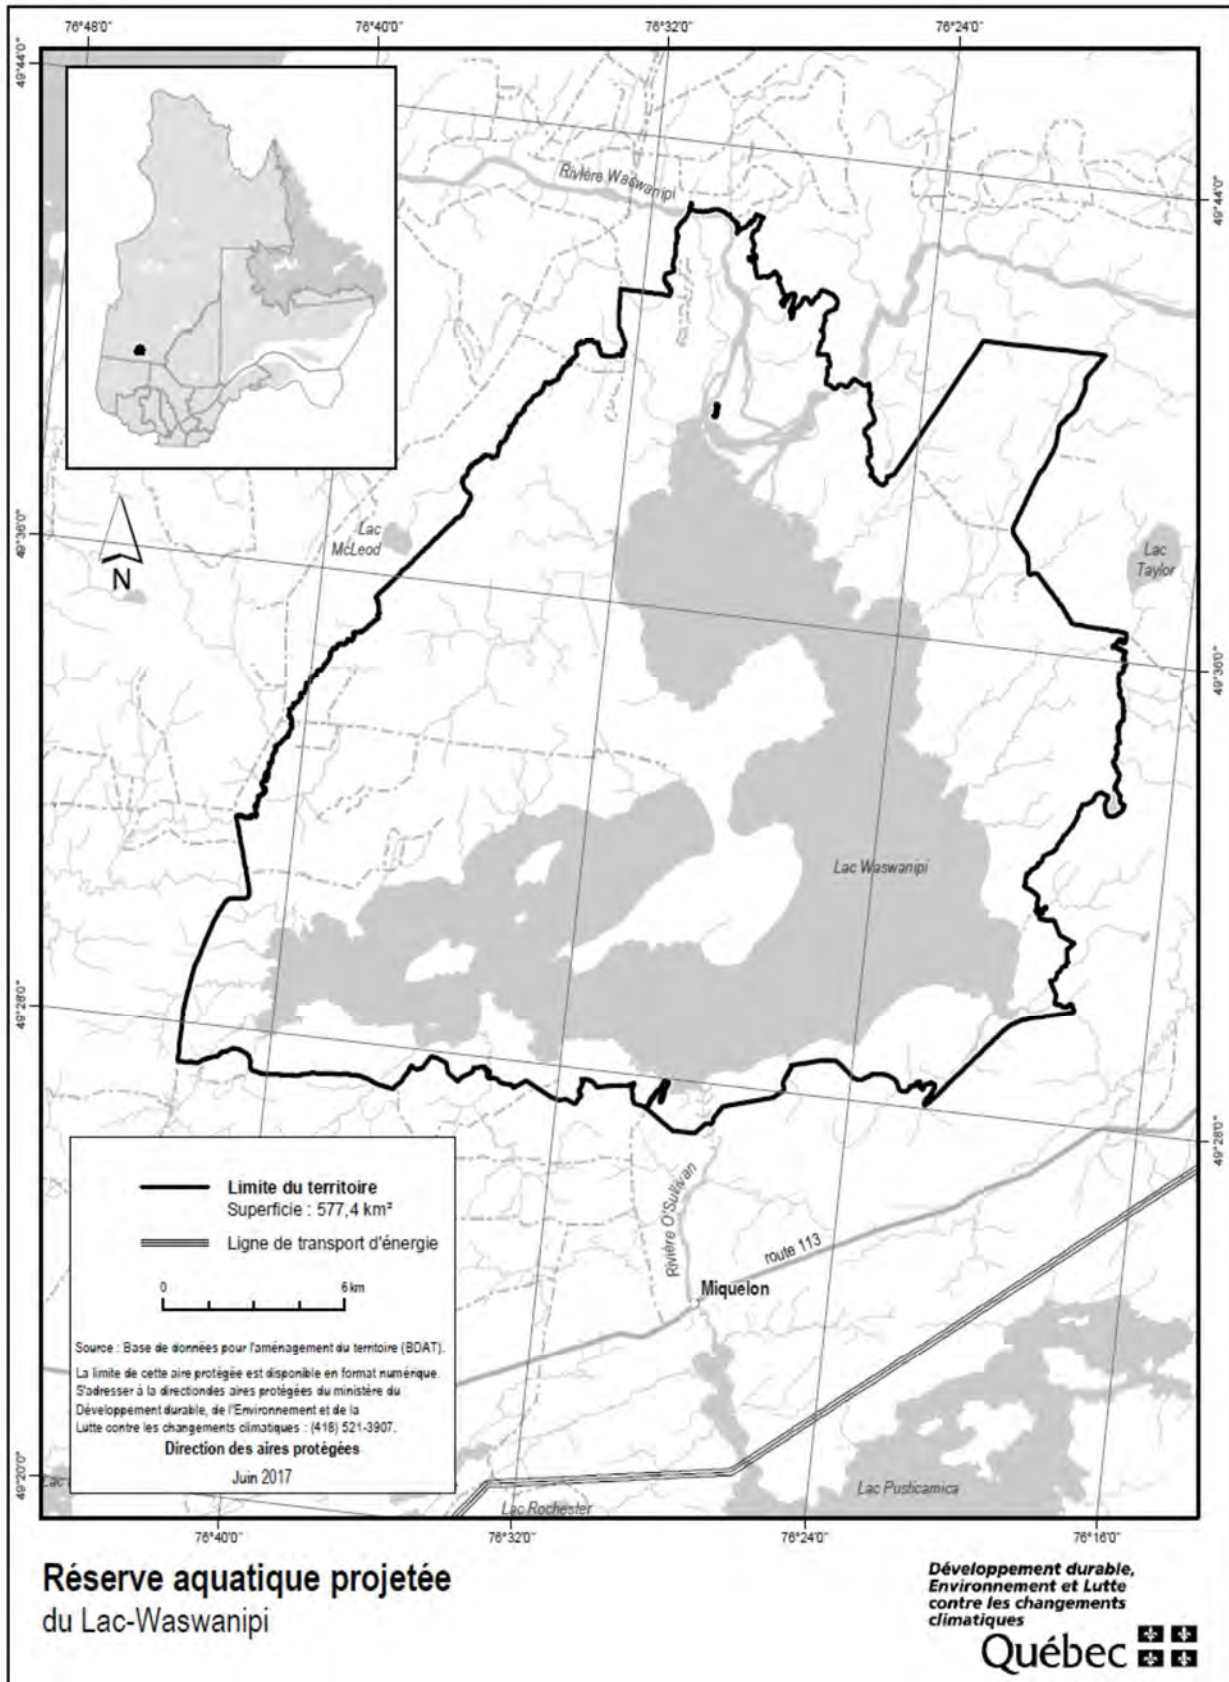 76°48'0"
76°40'0"
76°32'0"
76°24'0"
49°44'0"
49°44'0"
Rivière Waswanipi
49°36'0"
Lac
McLeod
Lac
Taylor
N
49°36'0"
Lac Waswanipi
49°28'0"
49°28'0"
Limite du territoire
Superficie : 577,4 km²
Ligne de transport d'énergie
0
6 km
Rivière O'Sullivan
route 113
Miquelon
Source : Base de données pour l'aménagement du territoire (BDAT).
La limite de cette aire protégée est disponible en format numérique.
S'adresser à la directiondes aires protégées du ministère du
Développement durable, de l'Environnement et de la
Lutte contre les changements climatiques : (418) 521-3907.
Direction des aires protégées
Juin 2017
49°20'0"
Lac
Lac Rochester
Lac Pusticamica
76°40'0"
76°32'0"
76°24'0"
76°16'0"
Réserve aquatique projetée
du Lac-Waswanipi
Développement durable,
Environnement et Lutte
contre les changements
climatiques
Québec